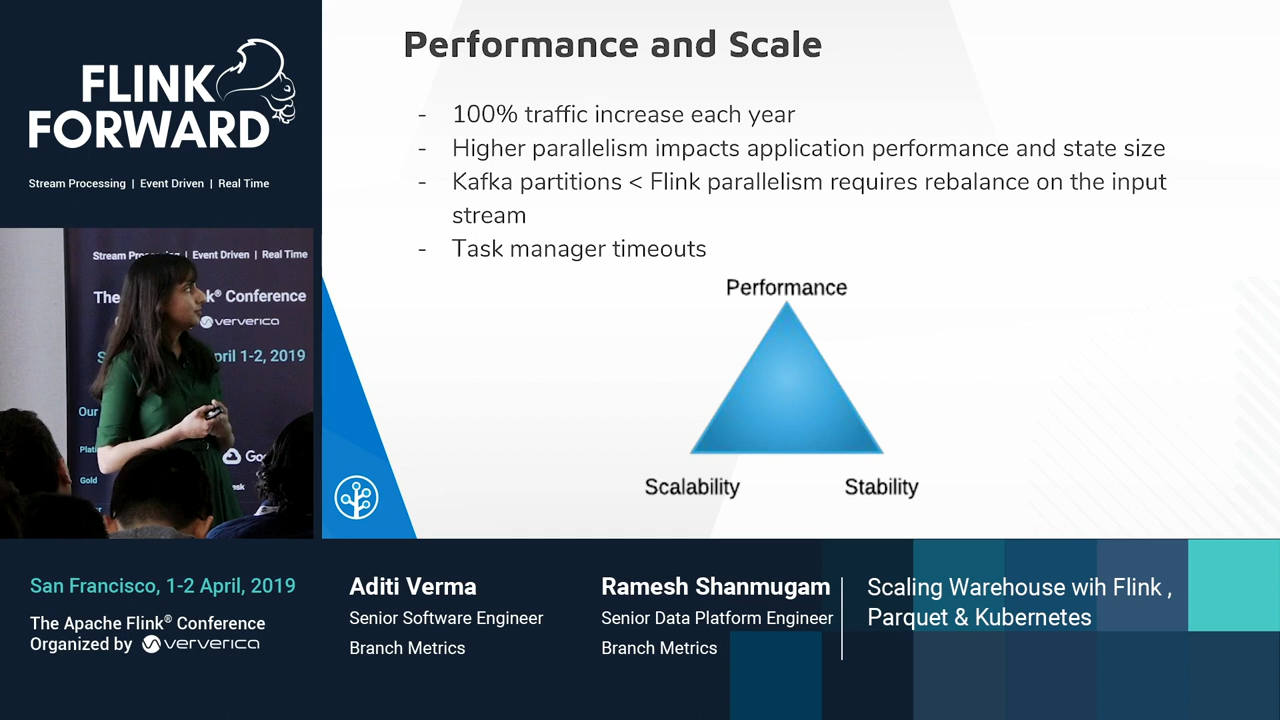 FLINK
FORWARD
Stream Processing | Event Driven | Real Time
Performance and Scale
- 100% traffic increase each year
- Higher parallelism impacts application performance and state size
- Kafka partitions < Flink parallelism requires rebalance on the input
stream
- Task manager timeouts
Performance
Scalability
Stability
Stream | Event Driven | Real Time
The Conference
ververica
April 1-2, 2019
Our
Gold
San Francisco, 1-2 April, 2019
The Apache Flink® Conference
Organized by ververica
Aditi Verma
Senior Software Engineer
Branch Metrics
Ramesh Shanmugam
Senior Data Platform Engineer
Branch Metrics
Scaling Warehouse wih Flink ,
Parquet & Kubernetes